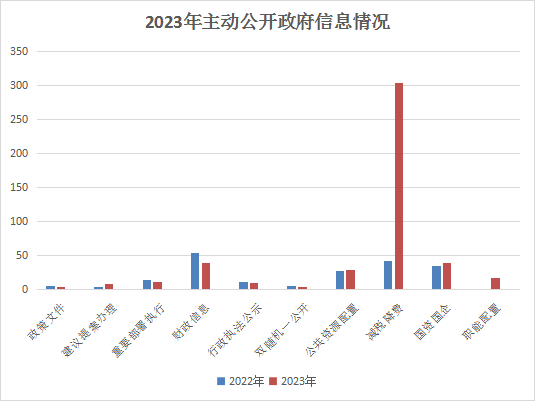 2023年主动公开政府信息情况
350
300
250
200
150
100
50
0
政策文件
建议提案办理
重要部署执行
财政信息
行政执法公示
双随机一公开
公共资源配置
减税降费
国资国企
职能配置
2022年 2023年